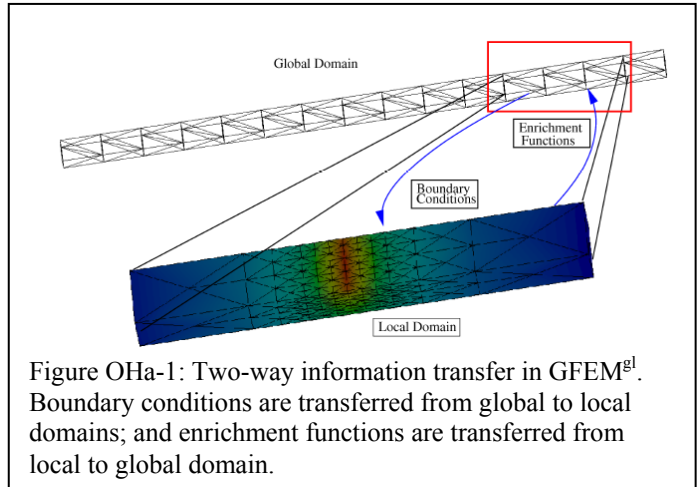 Global Domain
Enrichment
Functions
Boundary
Conditions
Local Domain
Figure OHa-1: Two-way information transfer in GFEMgl.
Boundary conditions are transferred from global to local
domains; and enrichment functions are transferred from
local to global domain.